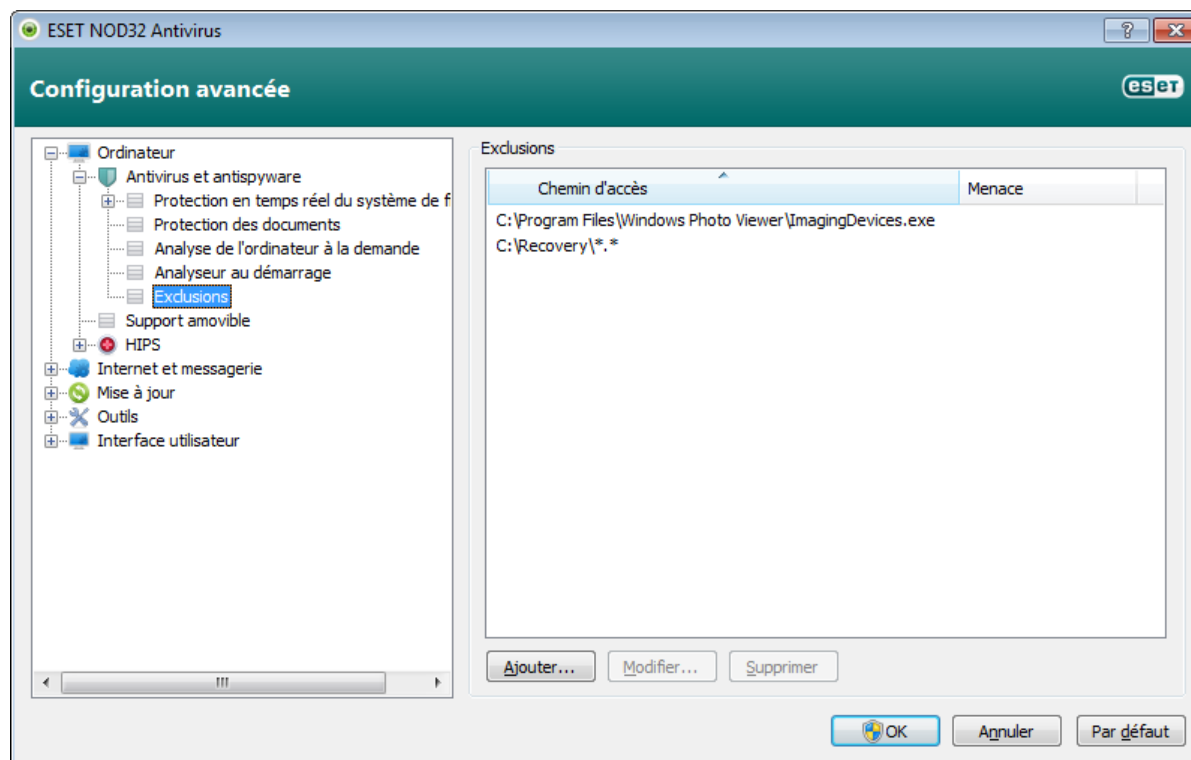 ESET NOD32 Antivirus
Configuration avancée
eset
Ordinateur
Antivirus et antispyware
Protection en temps réel du système de f
Protection des documents
Analyse de l'ordinateur à la demande
Analyseur au démarrage
Exclusions
Support amovible
HIPS
Internet et messagerie
Mise à jour
Outils
Interface utilisateur
Exclusions
Chemin d'accès Menace
C:\Program Files\Windows Photo Viewer\ImagingDevices.exe
C:\Recovery\*.*
Ajouter... Modifier... Supprimer
OK Annuler Par défaut